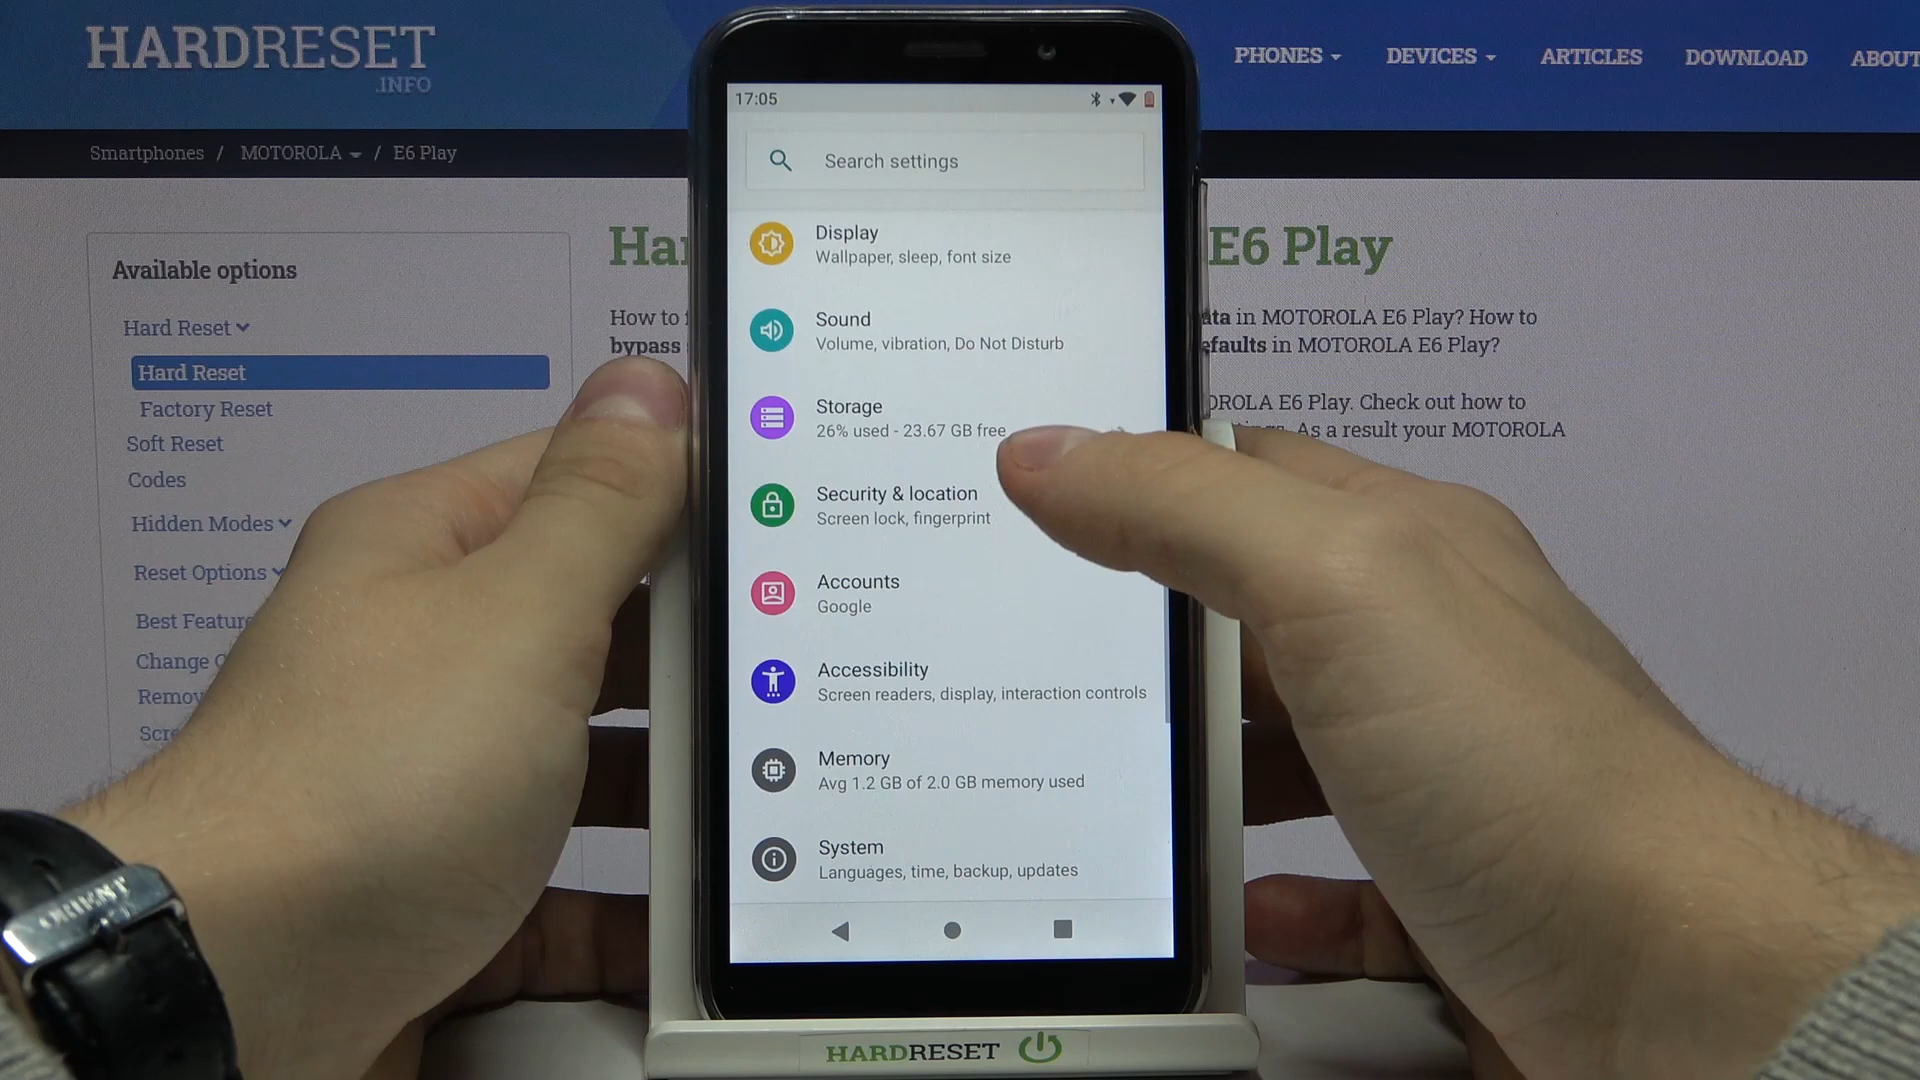 HARDRESET
.INFO
PHONES
DEVICES
ARTICLES
DOWNLOAD
ABOUT
Smartphones / MOTOROLA / E6 Play
Available options
Hard Reset
Hard Reset
Factory Reset
Soft Reset
Codes
Hidden Modes
Reset Options
Best
Change
E6 Play
How to
bypass
in MOTOROLA E6 Play? How to
in MOTOROLA E6 Play?
E6 Play. Check out how to
As a result your MOTOROLA
17:05
Search settings
Display
Wallpaper, sleep, font size
Sound
Volume, vibration, Do Not Disturb
Storage
26% used - 23.67 GB free
Security & location
Screen lock, fingerprint
Accounts
Google
Accessibility
Screen readers, display, interaction controls
Memory
Avg 1.2 GB of 2.0 GB memory used
System
Languages, time, backup, updates
ORIENT
HARDRESET